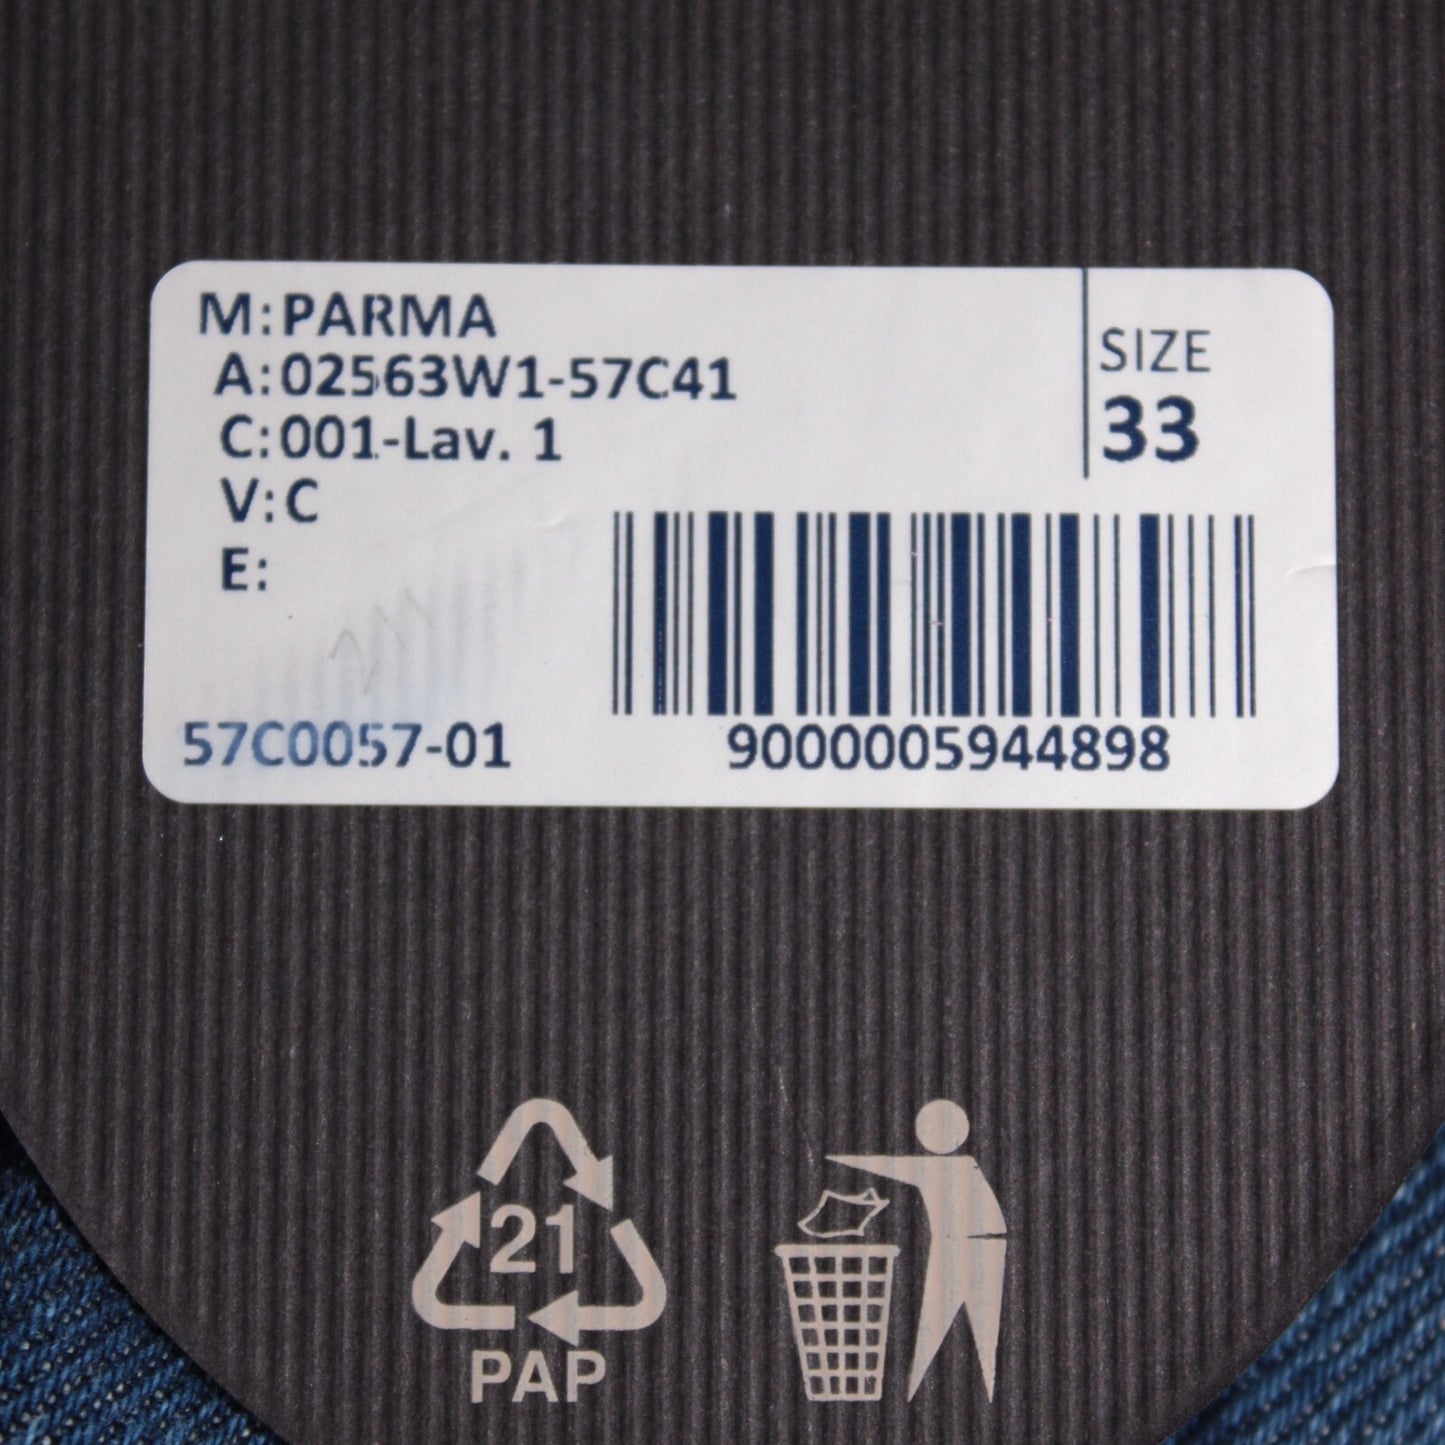 M: PARMA
A: 02563W1-57C41
C: 001-Lav. 1
V: C
E:
SIZE
33
57C0057-01
9000005944898
21
PAP